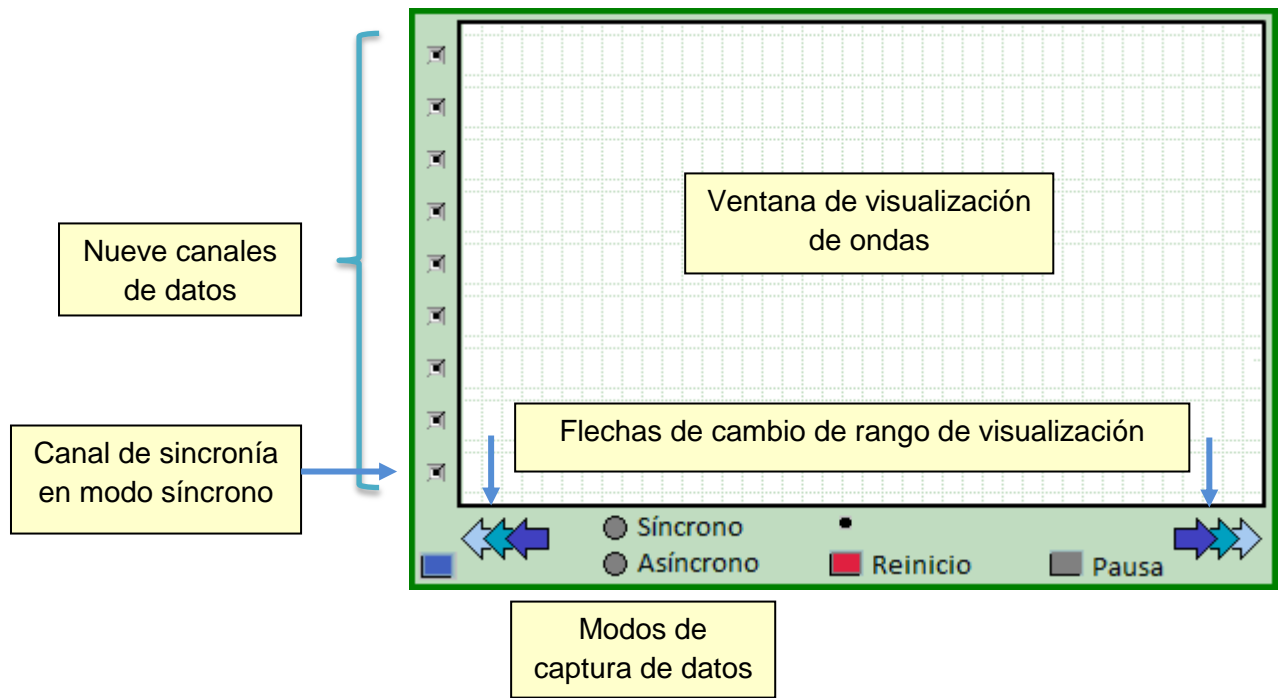 Ventana de visualización
de ondas
Nueve canales
de datos
Flechas de cambio de rango de visualización
Canal de sincronía
en modo síncrono
Síncrono
Asíncrono
Reinicio
Pausa
Modos de
captura de datos